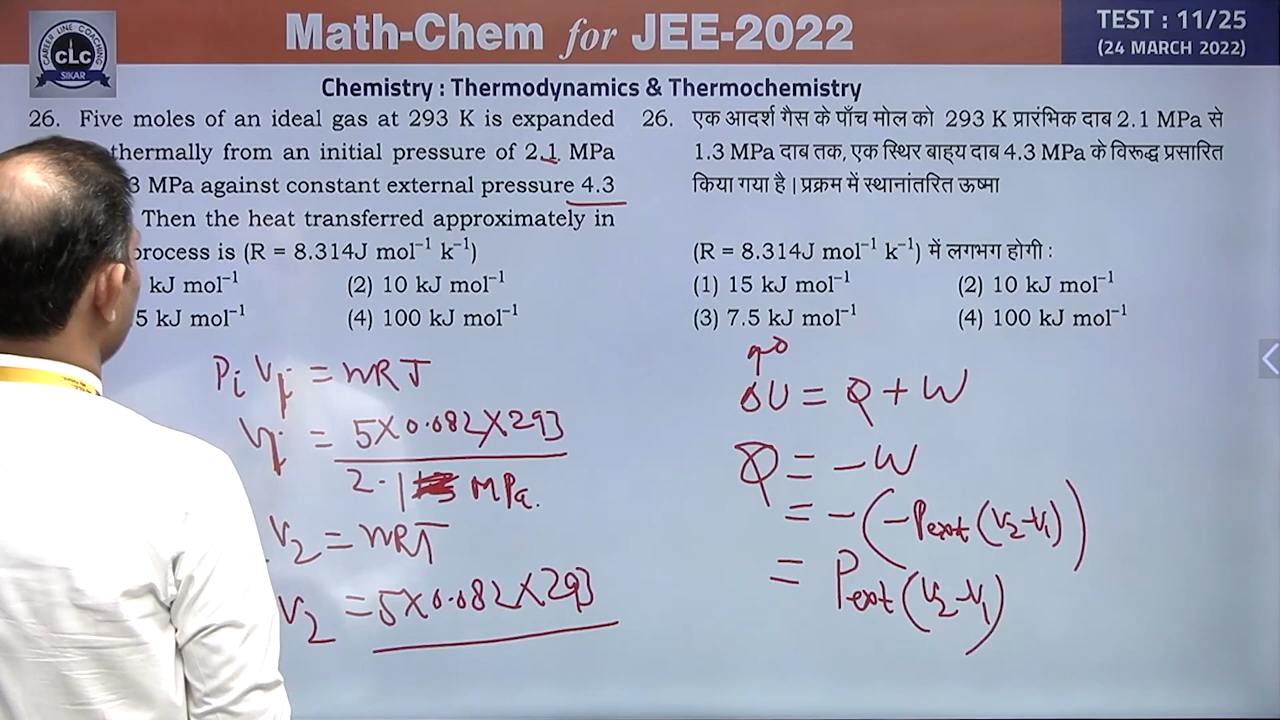 CAREER LINE COACHING
CLC
SIKAR
Math-Chem for JEE-2022
TEST : 11/25
(24 MARCH 2022)
Chemistry : Thermodynamics & Thermochemistry
26. Five moles of an ideal gas at 293 K is expanded
thermally from an initial pressure of 2.1 MPa
3 MPa against constant external pressure 4.3
Then the heat transferred approximately in
process is (R = 8.314J mol⁻¹ k⁻¹)
kJ mol⁻¹ (2) 10 kJ mol⁻¹
5 kJ mol⁻¹ (4) 100 kJ mol⁻¹
26. एक आदर्श गैस के पाँच मोल को 293 K प्रारंभिक दाब 2.1 MPa से
1.3 MPa दाब तक, एक स्थिर बाह्य दाब 4.3 MPa के विरूद्ध प्रसारित
किया गया है। प्रक्रम में स्थानांतरित ऊष्मा
(R = 8.314J mol⁻¹ k⁻¹) में लगभग होगी :
(1) 15 kJ mol⁻¹ (2) 10 kJ mol⁻¹
(3) 7.5 kJ mol⁻¹ (4) 100 kJ mol⁻¹
Pi Vi = nRT
Vi = 5×0.082×293
2.1 MPa.
V₂ = nRT
V₂ = 5×0.082×293
0
ΔU = Q + W
Q = -W
= -(-Pext(V₂-V₁))
= Pext(V₂-V₁)